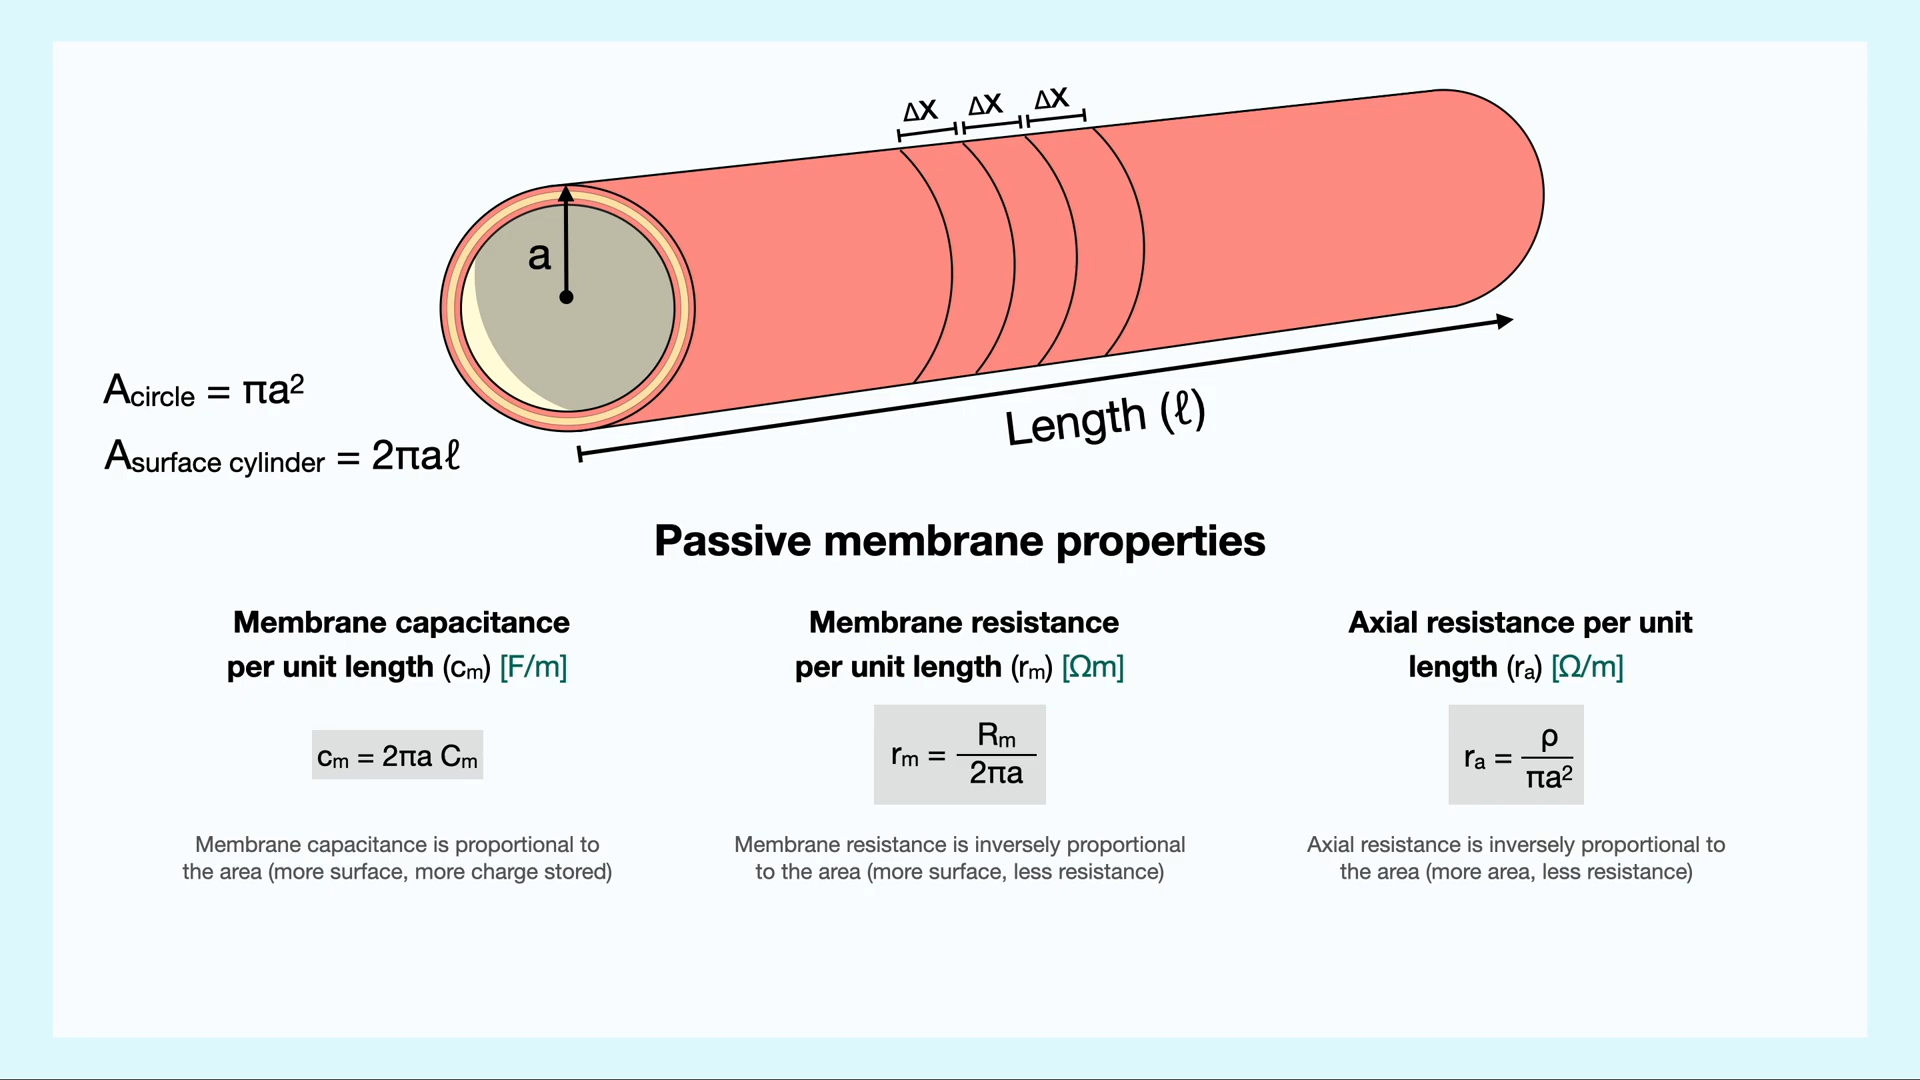 Δx Δx Δx
a
A circle = πa²
A surface cylinder = 2πaℓ
Length (ℓ)
Passive membrane properties
Membrane capacitance
per unit length (cm) [F/m]
cm = 2πa Cm
Membrane capacitance is proportional to
the area (more surface, more charge stored)
Membrane resistance
per unit length (rm) [Ωm]
rm = Rm / 2πa
Membrane resistance is inversely proportional
to the area (more surface, less resistance)
Axial resistance per unit
length (ra) [Ω/m]
ra = ρ / πa²
Axial resistance is inversely proportional to
the area (more area, less resistance)